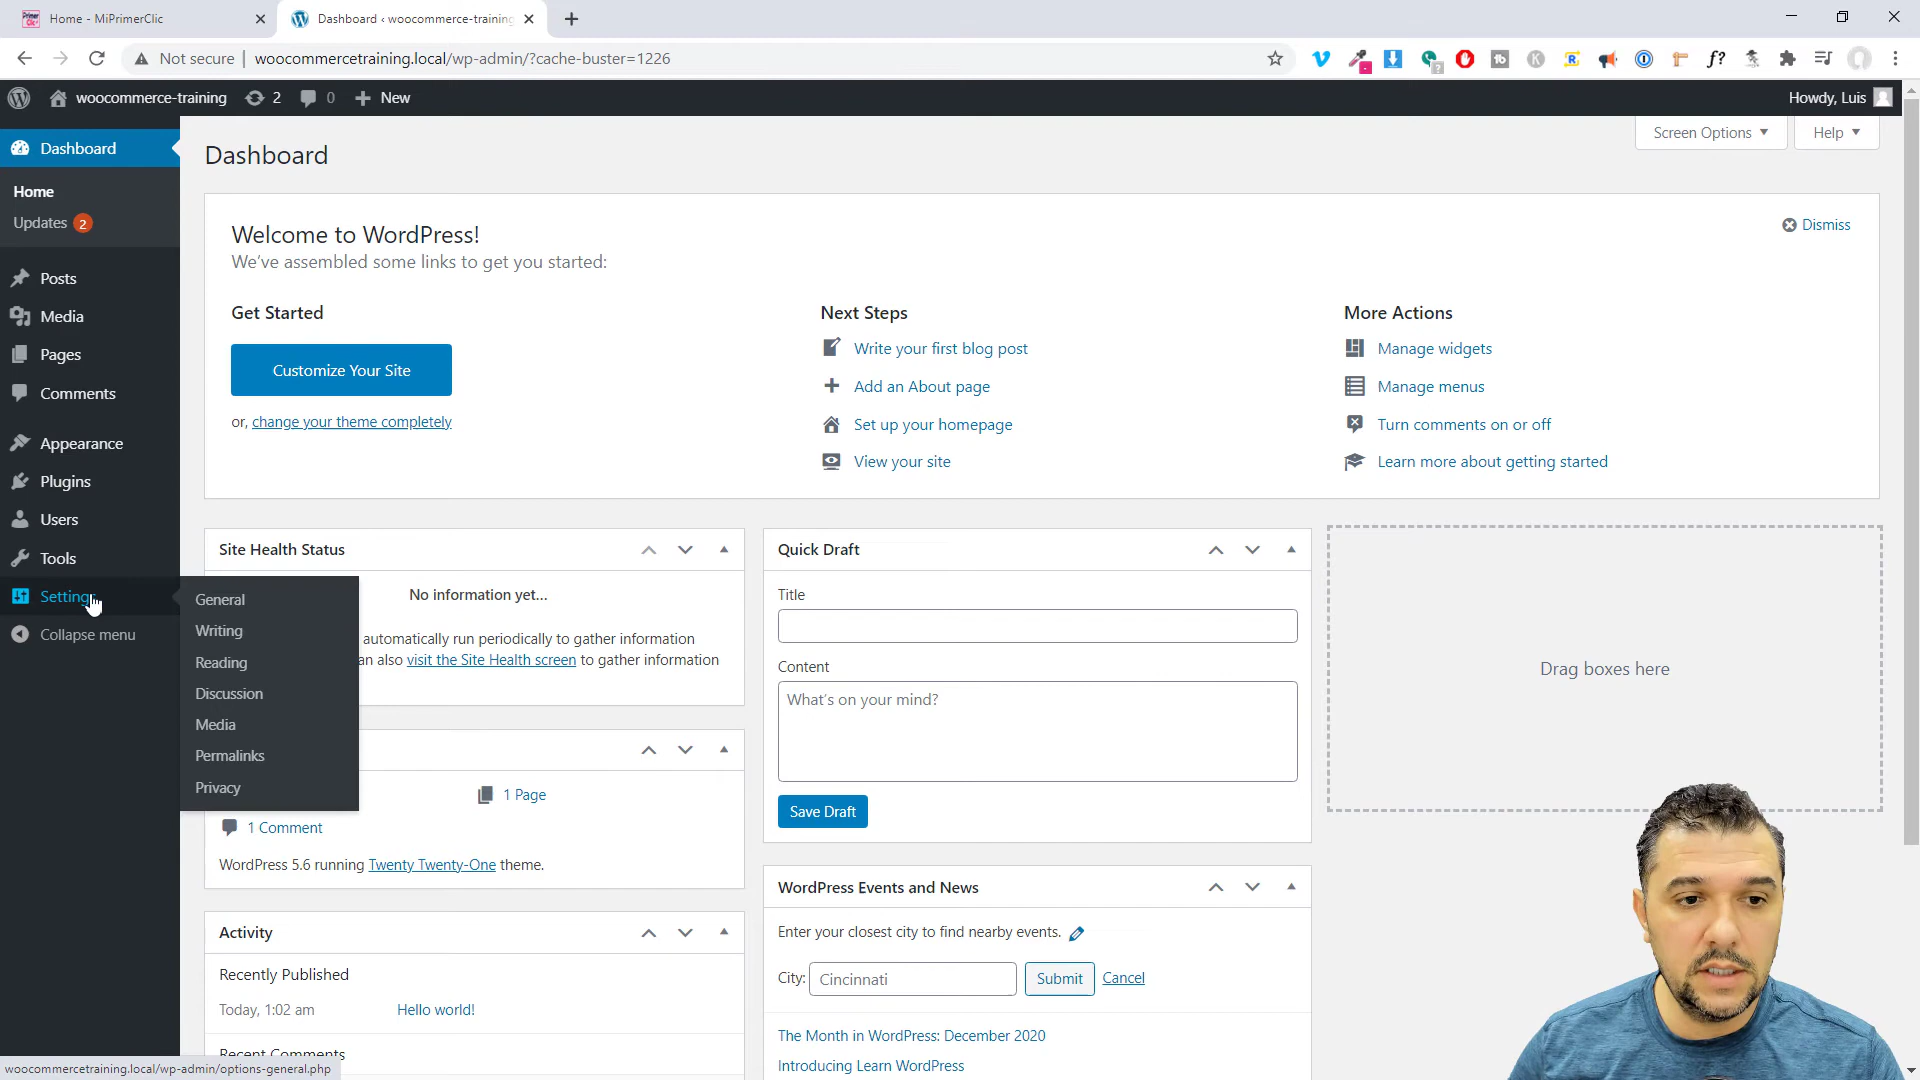 Home - MiPrimerClic
Dashboard ‹ woocommerce-training
Not secure
woocommercetraining.local/wp-admin/?cache-buster=1226
woocommerce-training
2
0
New
Howdy, Luis
Dashboard
Home
Updates 2
Posts
Media
Pages
Comments
Appearance
Plugins
Users
Tools
Settings
Collapse menu
General
Writing
Reading
Discussion
Media
Permalinks
Privacy
Dashboard
Screen Options
Help
Welcome to WordPress!
Dismiss
We've assembled some links to get you started:
Get Started
Customize Your Site
or, change your theme completely
Next Steps
Write your first blog post
Add an About page
Set up your homepage
View your site
More Actions
Manage widgets
Manage menus
Turn comments on or off
Learn more about getting started
Site Health Status
No information yet...
automatically run periodically to gather information
an also visit the Site Health screen to gather information
1 Page
1 Comment
WordPress 5.6 running Twenty Twenty-One theme.
Activity
Recently Published
Today, 1:02 am
Hello world!
Recent Comments
Quick Draft
Title
Content
What's on your mind?
Save Draft
WordPress Events and News
Enter your closest city to find nearby events.
City:
Cincinnati
Submit
Cancel
The Month in WordPress: December 2020
Introducing Learn WordPress
Drag boxes here
woocommercetraining.local/wp-admin/options-general.php